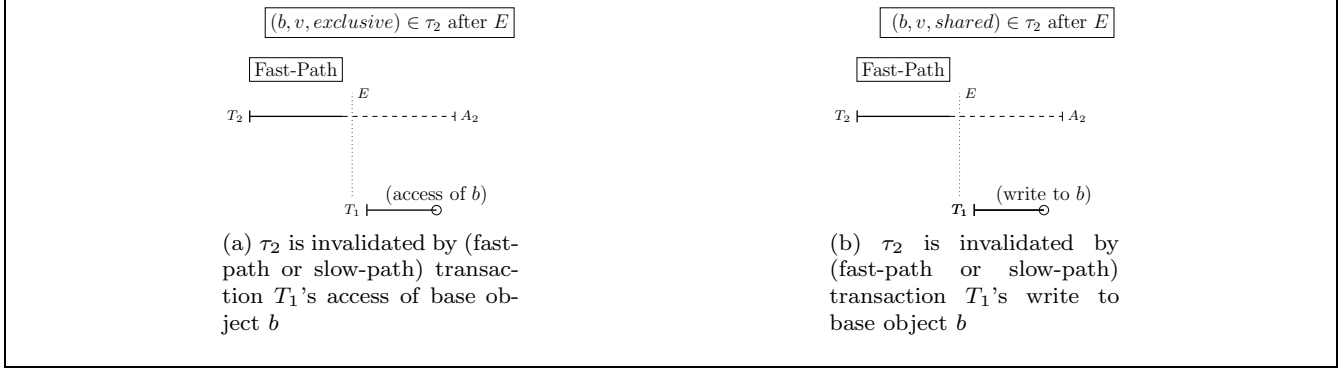 (b, v, exclusive) ∈ τ₂ after E
Fast-Path
E
T₂
A₂
(access of b)
T₁
(a) τ₂ is invalidated by (fast-
path or slow-path) transac-
tion T₁'s access of base ob-
ject b
(b, v, shared) ∈ τ₂ after E
Fast-Path
E
T₂
A₂
(write to b)
T₁
(b) τ₂ is invalidated by
(fast-path or slow-path)
transaction T₁'s write to
base object b